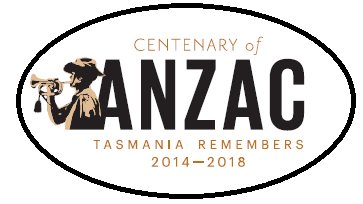 CENTENARY of
ANZAC
TASMANIA REMEMBERS
2014—2018